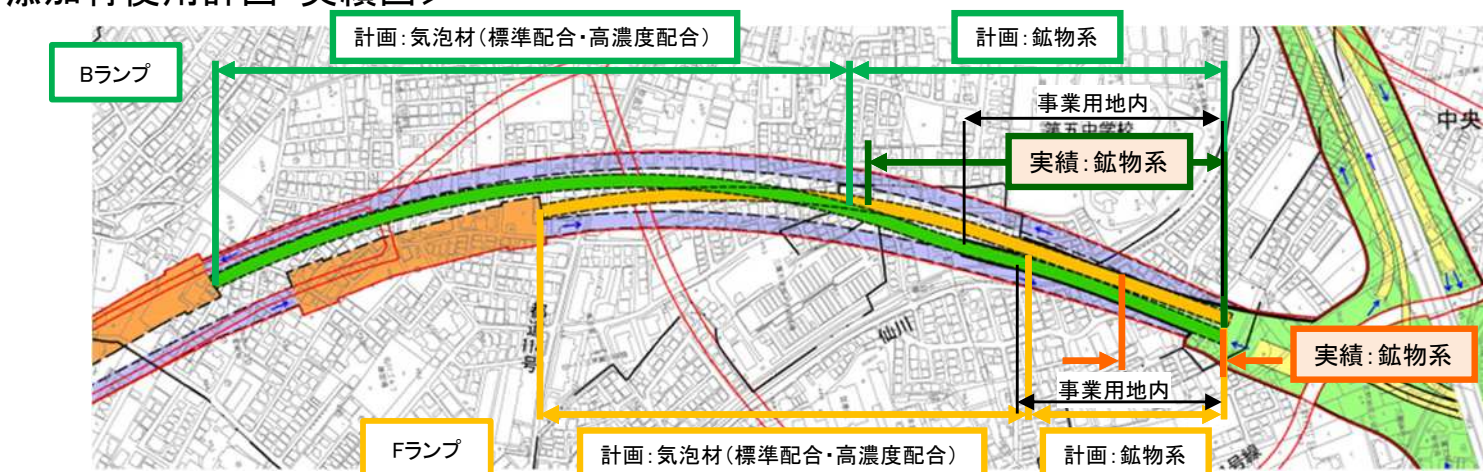 計画:気泡材(標準配合・高濃度配合)
計画:鉱物系
Bランプ
事業用地内
第五中学校
中央
実績:鉱物系
仙川
実績:鉱物系
事業用地内
Fランプ
計画:気泡材(標準配合・高濃度配合)
計画:鉱物系
号線